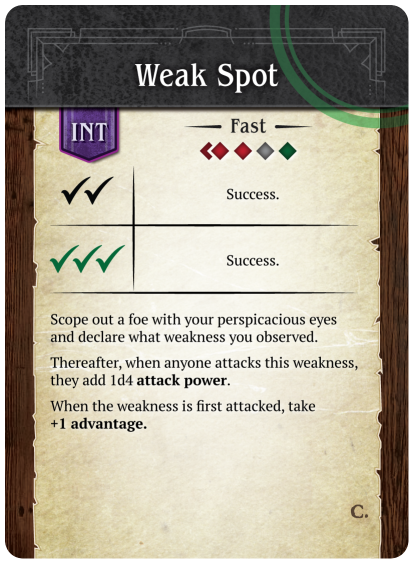 Weak Spot
INT
Fast
Success.
Success.
Scope out a foe with your perspicacious eyes
and declare what weakness you observed.
Thereafter, when anyone attacks this weakness,
they add 1d4 attack power.
When the weakness is first attacked, take
+1 advantage.
C.